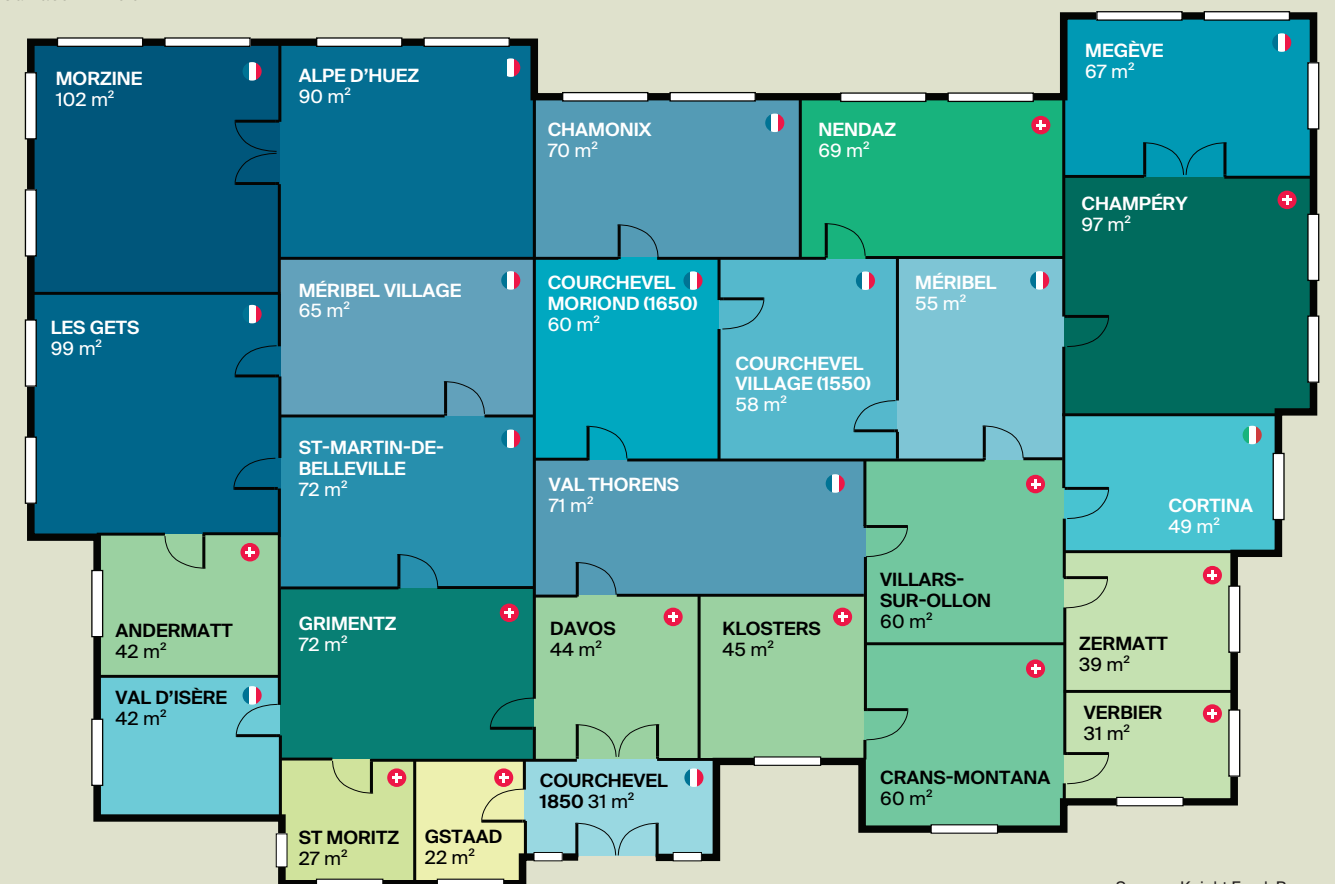 MORZINE
102 m²
ALPE D'HUEZ
90 m²
CHAMONIX
70 m²
NENDAZ
69 m²
MEGÈVE
67 m²
CHAMPÉRY
97 m²
LES GETS
99 m²
MÉRIBEL VILLAGE
65 m²
COURCHEVEL
MORIOND (1650)
60 m²
COURCHEVEL
VILLAGE (1550)
58 m²
MÉRIBEL
55 m²
ST-MARTIN-DE-
BELLEVILLE
72 m²
VAL THORENS
71 m²
VILLARS-
SUR-OLLON
60 m²
CORTINA
49 m²
ANDERMATT
42 m²
GRIMENTZ
72 m²
DAVOS
44 m²
KLOSTERS
45 m²
ZERMATT
39 m²
VAL D'ISÈRE
42 m²
VERBIER
31 m²
CRANS-MONTANA
60 m²
COURCHEVEL
1850 31 m²
ST MORITZ
27 m²
GSTAAD
22 m²